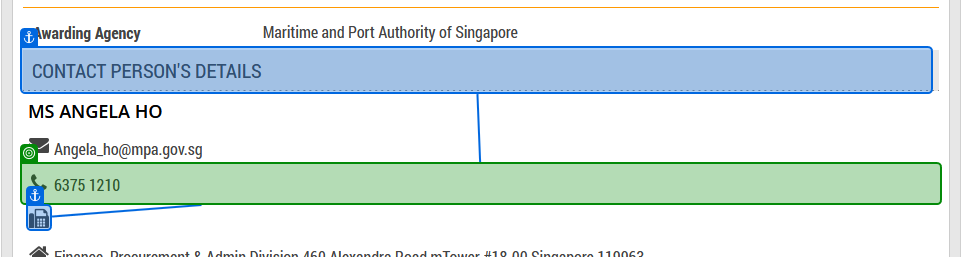 Awarding Agency Maritime and Port Authority of Singapore
CONTACT PERSON'S DETAILS
MS ANGELA HO
Angela_ho@mpa.gov.sg
6375 1210
Finance, Procurement & Admin Division 460 Alexandra Road mTower #18-00 Singapore 119963